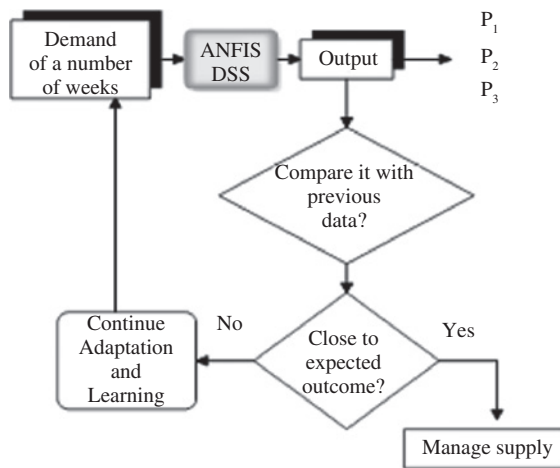 Demand
of a number
of weeks
ANFIS
DSS
Output
P1
P2
P3
Compare it with
previous
data?
Close to
expected
outcome?
No
Yes
Continue
Adaptation
and
Learning
Manage supply